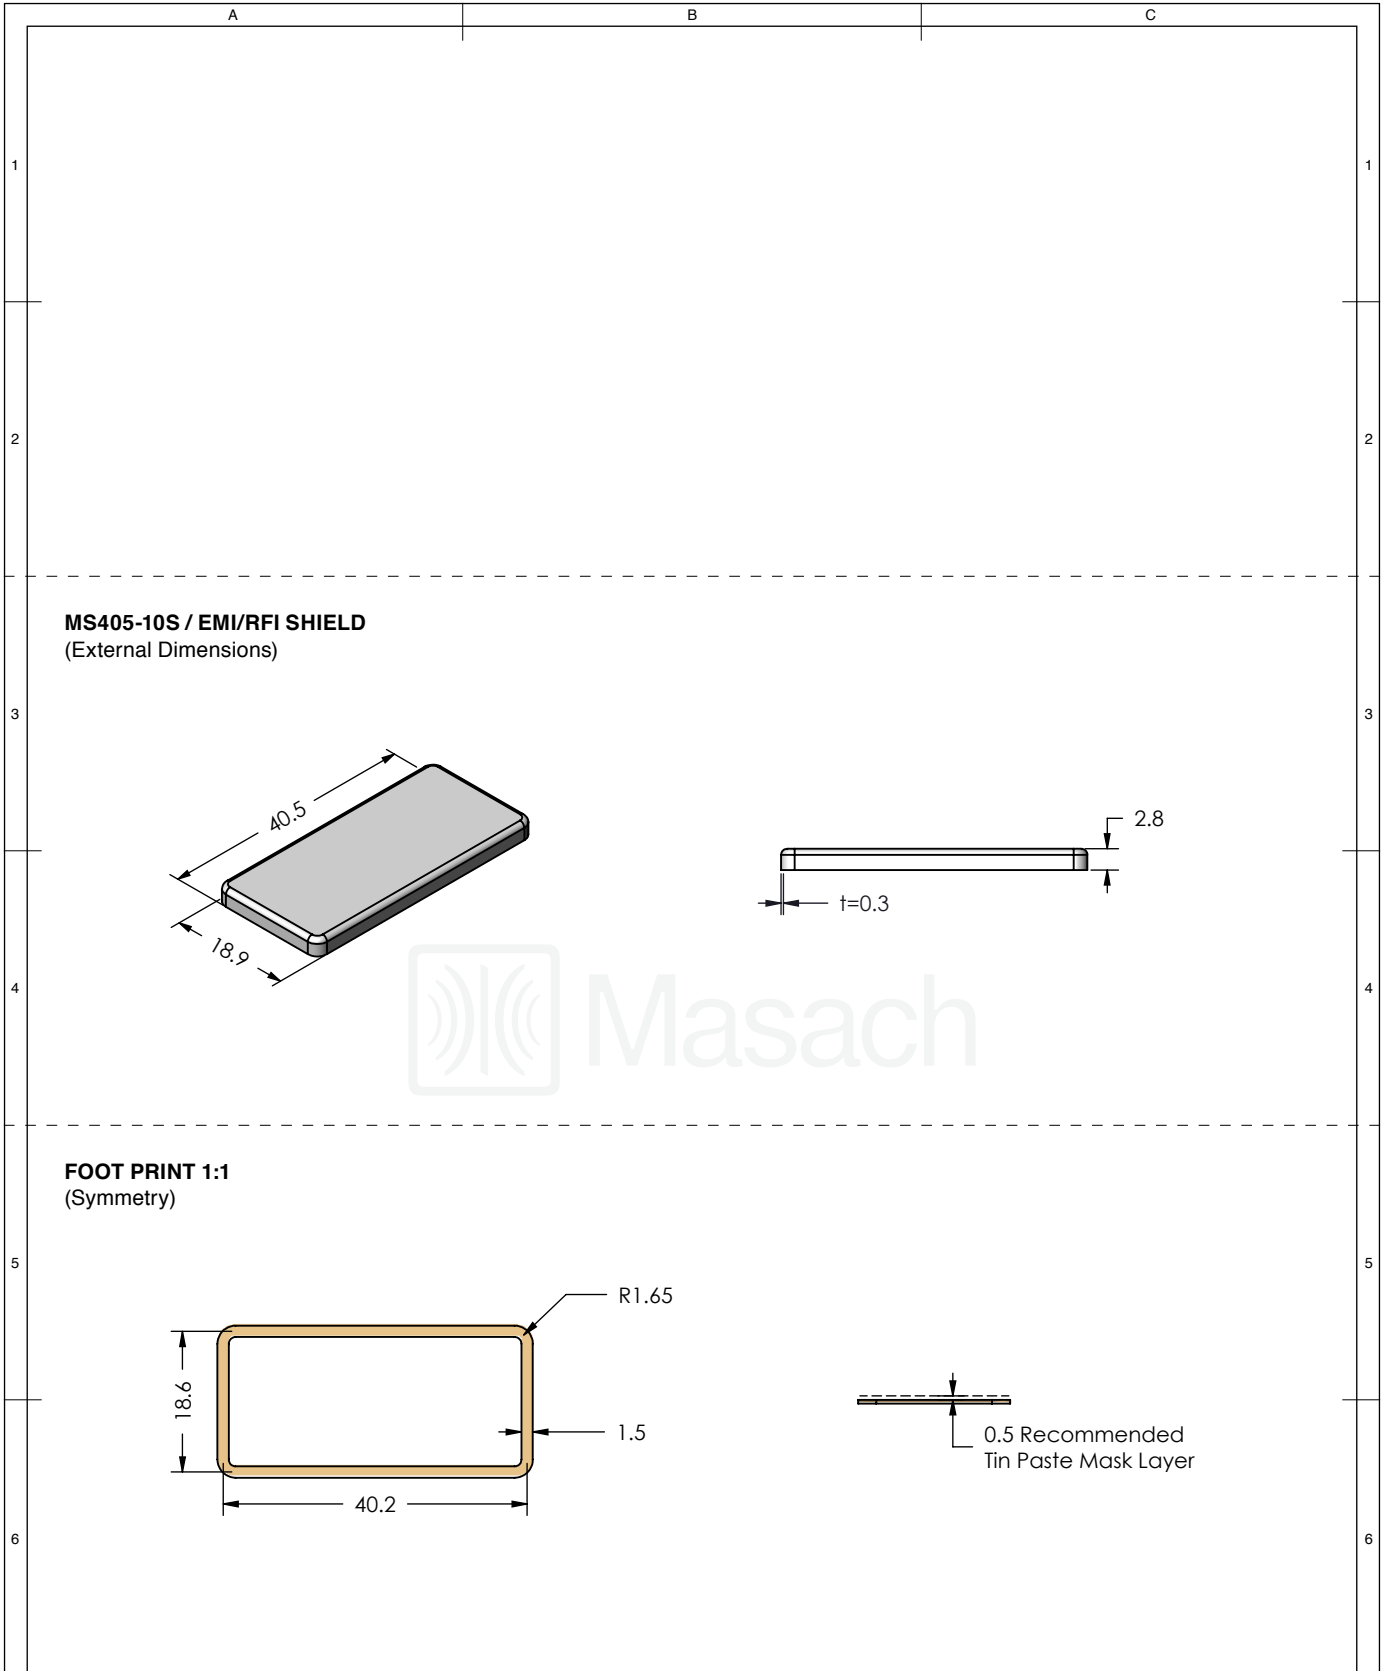 A B C
1 1
2 2
MS405-10S / EMI/RFI SHIELD
(External Dimensions)
3 3
40.5
2.8
t=0.3
18.9
4 4
Masach
FOOT PRINT 1:1
(Symmetry)
5 5
R1.65
18.6
1.5
0.5 Recommended
Tin Paste Mask Layer
40.2
6 6